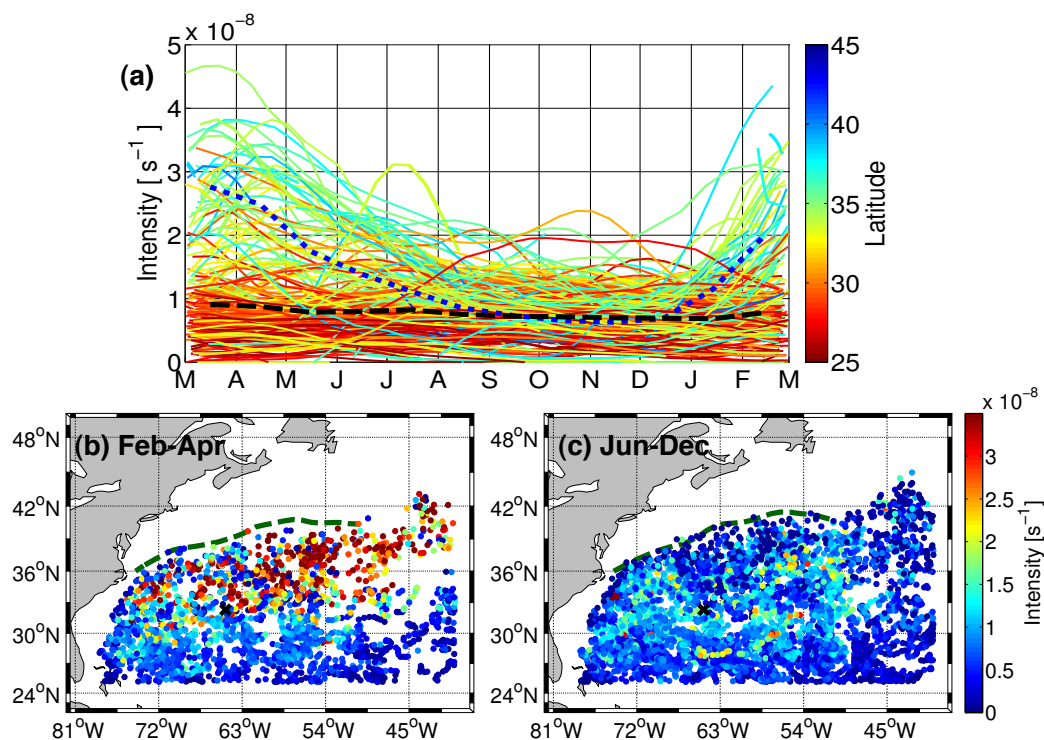 x 10⁻⁸
(a)
Intensity [ s⁻¹ ]
5
4
3
2
1
0
M A M J J A S O N D J F M
45
40
35
30
25
Latitude
(b) Feb-Apr
48°N
42°N
36°N
30°N
24°N
81°W 72°W 63°W 54°W 45°W
(c) Jun-Dec
48°N
42°N
36°N
30°N
24°N
81°W 72°W 63°W 54°W 45°W
x 10⁻⁸
3
2.5
2
1.5
1
0.5
0
Intensity [s⁻¹]